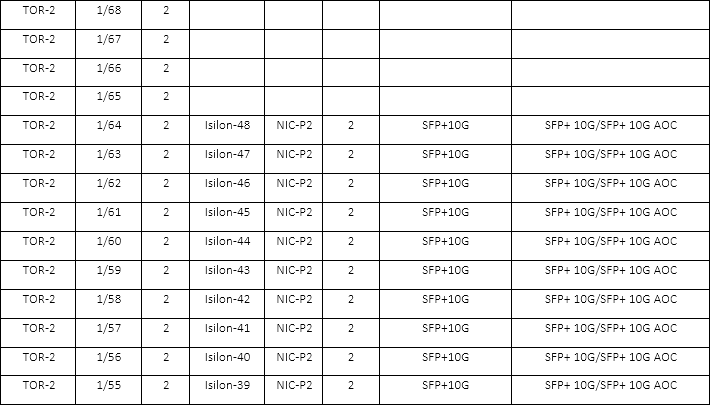 TOR-2 1/68 2
TOR-2 1/67 2
TOR-2 1/66 2
TOR-2 1/65 2
TOR-2 1/64 2 Isilon-48 NIC-P2 2 SFP+10G SFP+ 10G/SFP+ 10G AOC
TOR-2 1/63 2 Isilon-47 NIC-P2 2 SFP+10G SFP+ 10G/SFP+ 10G AOC
TOR-2 1/62 2 Isilon-46 NIC-P2 2 SFP+10G SFP+ 10G/SFP+ 10G AOC
TOR-2 1/61 2 Isilon-45 NIC-P2 2 SFP+10G SFP+ 10G/SFP+ 10G AOC
TOR-2 1/60 2 Isilon-44 NIC-P2 2 SFP+10G SFP+ 10G/SFP+ 10G AOC
TOR-2 1/59 2 Isilon-43 NIC-P2 2 SFP+10G SFP+ 10G/SFP+ 10G AOC
TOR-2 1/58 2 Isilon-42 NIC-P2 2 SFP+10G SFP+ 10G/SFP+ 10G AOC
TOR-2 1/57 2 Isilon-41 NIC-P2 2 SFP+10G SFP+ 10G/SFP+ 10G AOC
TOR-2 1/56 2 Isilon-40 NIC-P2 2 SFP+10G SFP+ 10G/SFP+ 10G AOC
TOR-2 1/55 2 Isilon-39 NIC-P2 2 SFP+10G SFP+ 10G/SFP+ 10G AOC